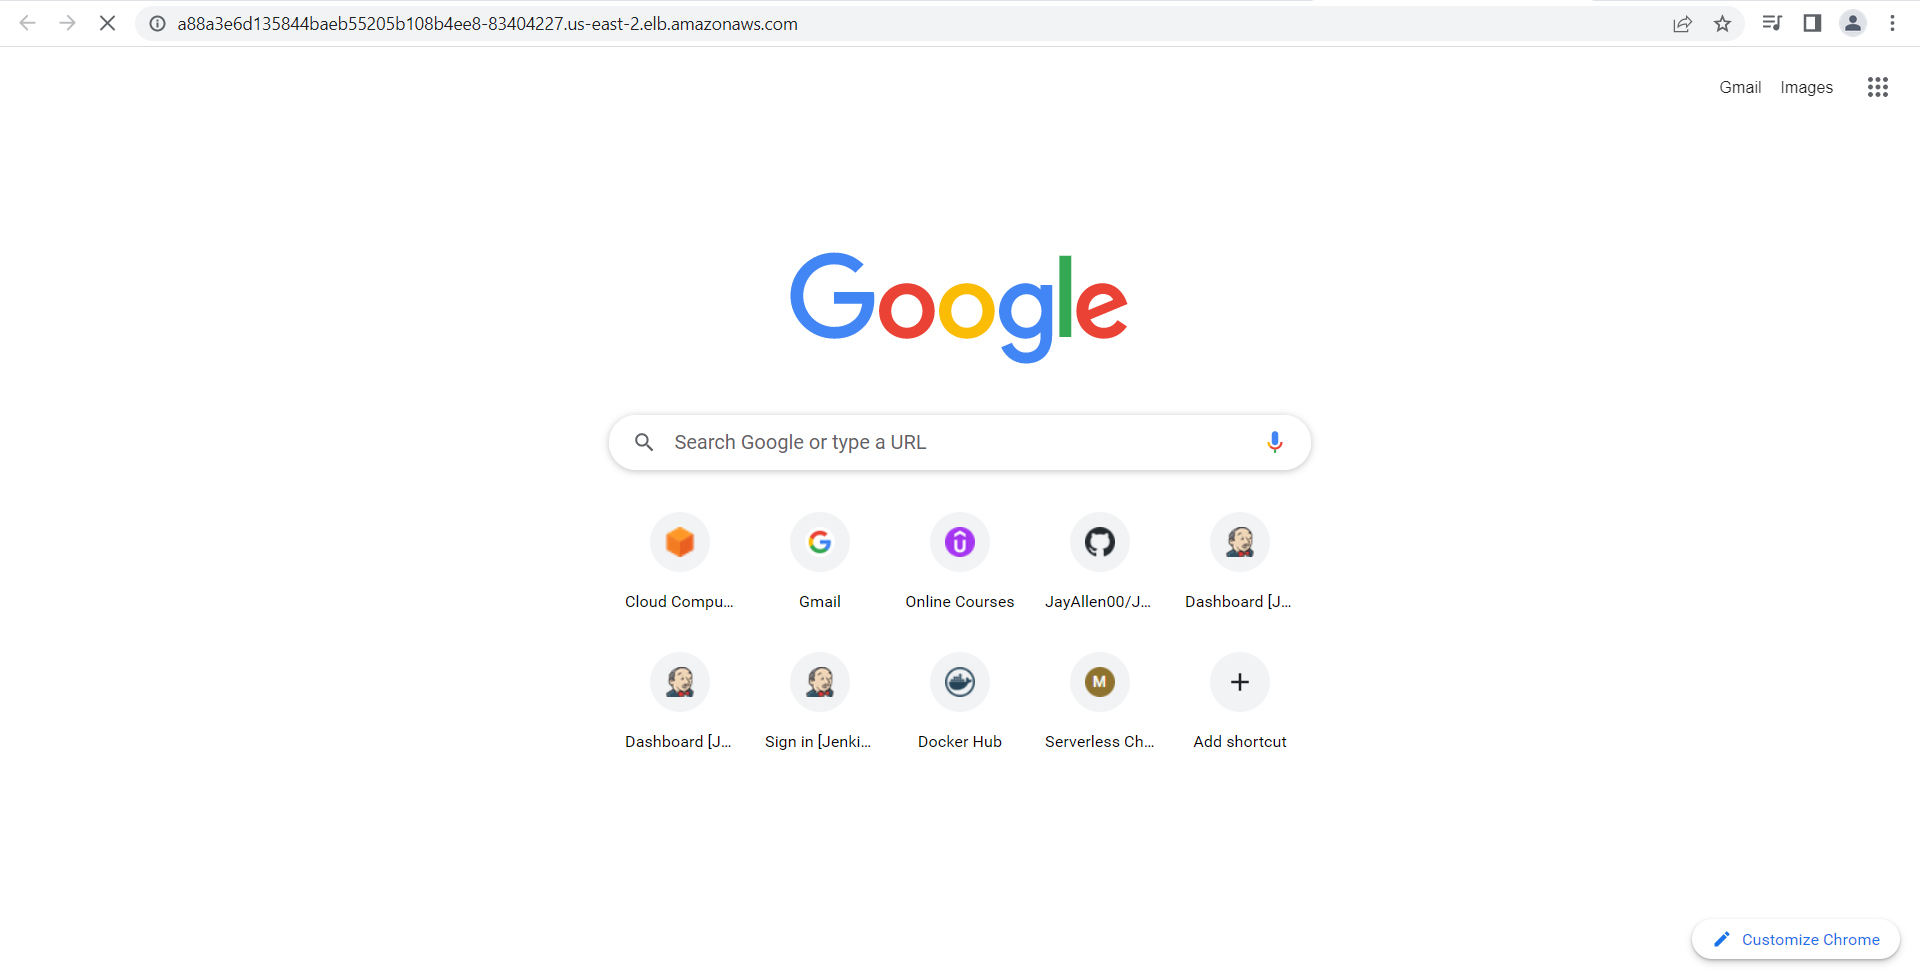 a88a3e6d135844baeb55205b108b4ee8-83404227.us-east-2.elb.amazonaws.com
Gmail Images
Google
Search Google or type a URL
Cloud Compu... Gmail Online Courses JayAllen00/J... Dashboard [J...
M
Dashboard [J... Sign in [Jenki... Docker Hub Serverless Ch... Add shortcut
Customize Chrome